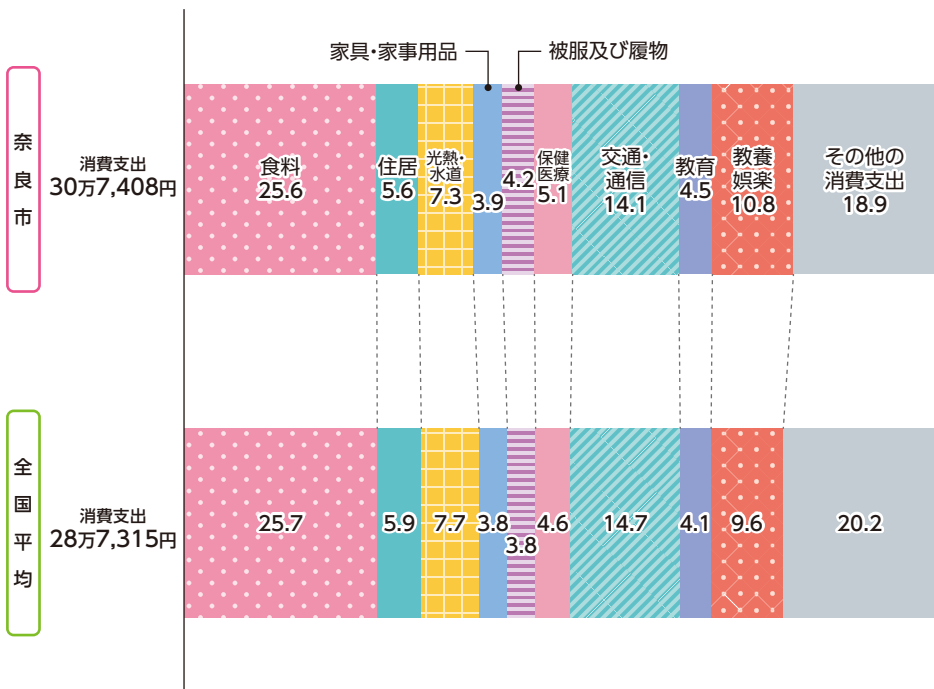 家具・家事用品
被服及び履物
奈良市
消費支出
30万7,408円
食料
25.6
住居
5.6
光熱・
水道
7.3
3.9
4.2
保健
医療
5.1
交通・
通信
14.1
教育
4.5
教養
娯楽
10.8
その他の
消費支出
18.9
全国平均
消費支出
28万7,315円
25.7
5.9
7.7
3.8
3.8
4.6
14.7
4.1
9.6
20.2